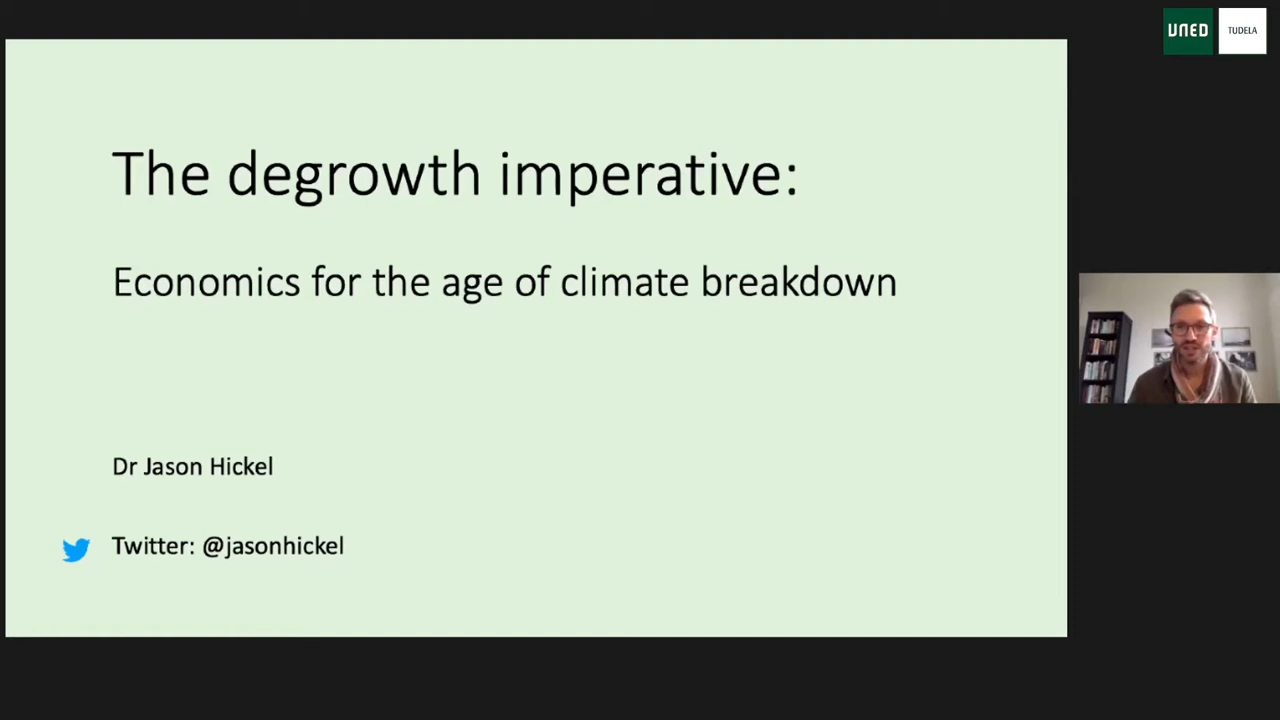 UNED
TUDELA
The degrowth imperative:
Economics for the age of climate breakdown
Dr Jason Hickel
Twitter: @jasonhickel